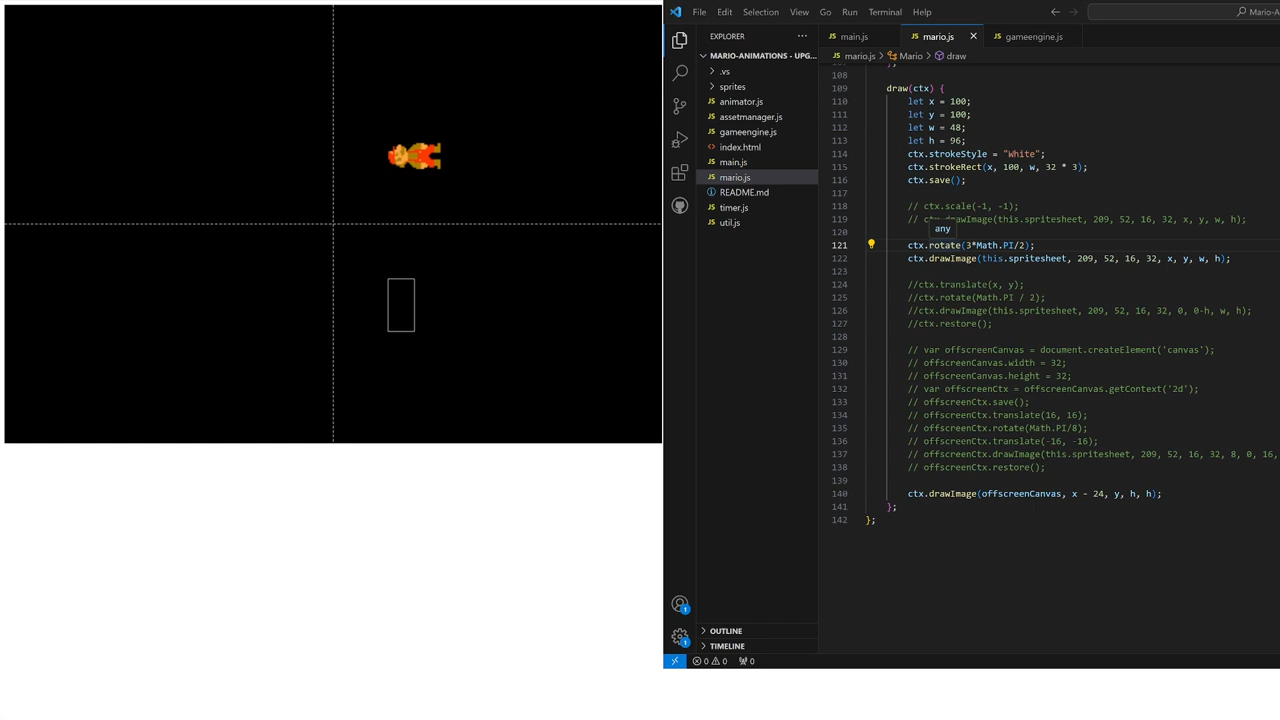 File Edit Selection View Go Run Terminal Help
Mario-A
EXPLORER
main.js
mario.js
gameengine.js
MARIO-ANIMATIONS - UPG...
mario.js > Mario > draw
.vs
sprites
animator.js
assetmanager.js
gameengine.js
index.html
main.js
mario.js
README.md
timer.js
util.js
OUTLINE
TIMELINE
1
1
0 0 0
108
109 draw(ctx) {
110 let x = 100;
111 let y = 100;
112 let w = 48;
113 let h = 96;
114 ctx.strokeStyle = "White";
115 ctx.strokeRect(x, 100, w, 32 * 3);
116 ctx.save();
117
118 // ctx.scale(-1, -1);
119 // ctx.drawImage(this.spritesheet, 209, 52, 16, 32, x, y, w, h);
any
120
121 ctx.rotate(3*Math.PI/2);
122 ctx.drawImage(this.spritesheet, 209, 52, 16, 32, x, y, w, h);
123
124 //ctx.translate(x, y);
125 //ctx.rotate(Math.PI / 2);
126 //ctx.drawImage(this.spritesheet, 209, 52, 16, 32, 0, 0-h, w, h);
127 //ctx.restore();
128
129 // var offscreenCanvas = document.createElement('canvas');
130 // offscreenCanvas.width = 32;
131 // offscreenCanvas.height = 32;
132 // var offscreenCtx = offscreenCanvas.getContext('2d');
133 // offscreenCtx.save();
134 // offscreenCtx.translate(16, 16);
135 // offscreenCtx.rotate(Math.PI/8);
136 // offscreenCtx.translate(-16, -16);
137 // offscreenCtx.drawImage(this.spritesheet, 209, 52, 16, 32, 8, 0, 16,
138 // offscreenCtx.restore();
139
140 ctx.drawImage(offscreenCanvas, x - 24, y, h, h);
141 };
142 };